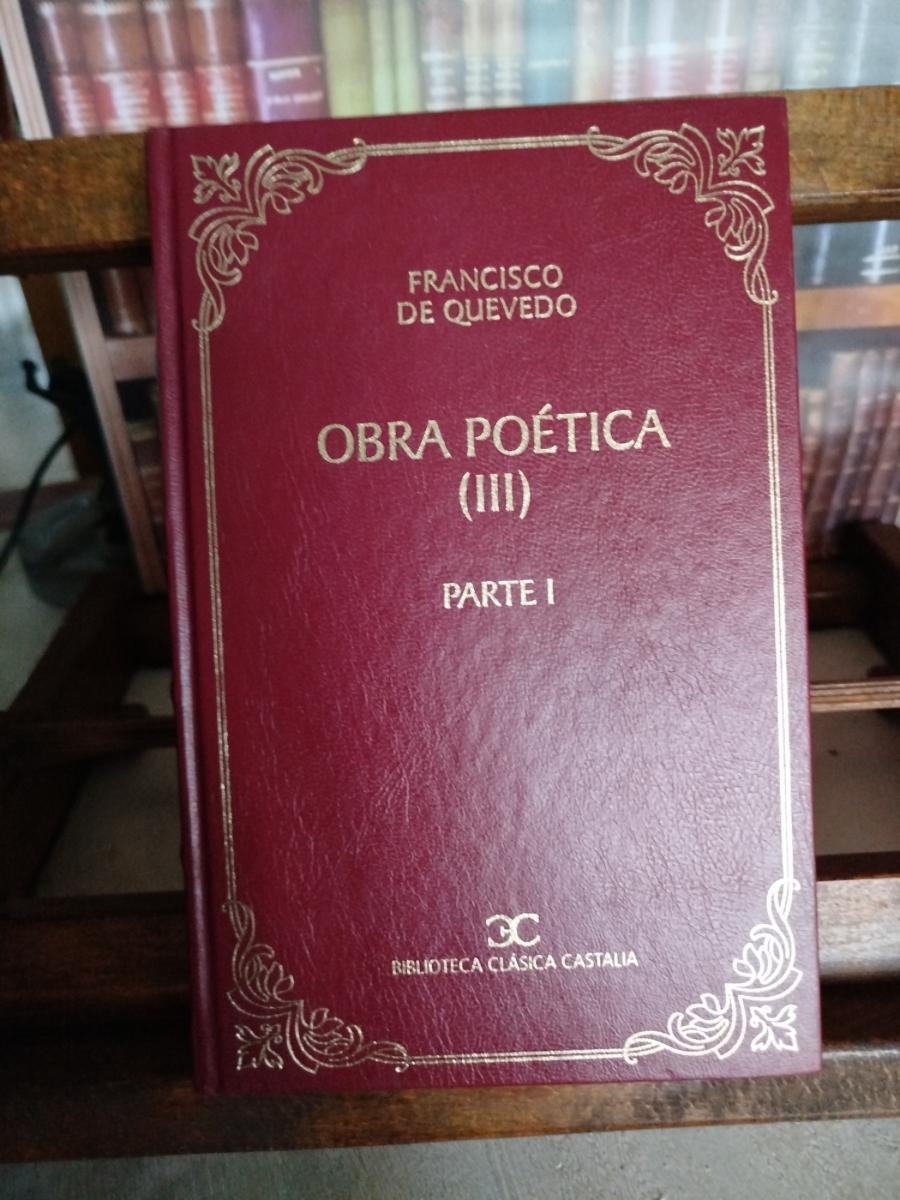 FRANCISCO
DE QUEVEDO
OBRA POÉTICA
(III)
PARTE I
BIBLIOTECA CLÁSICA CASTALIA